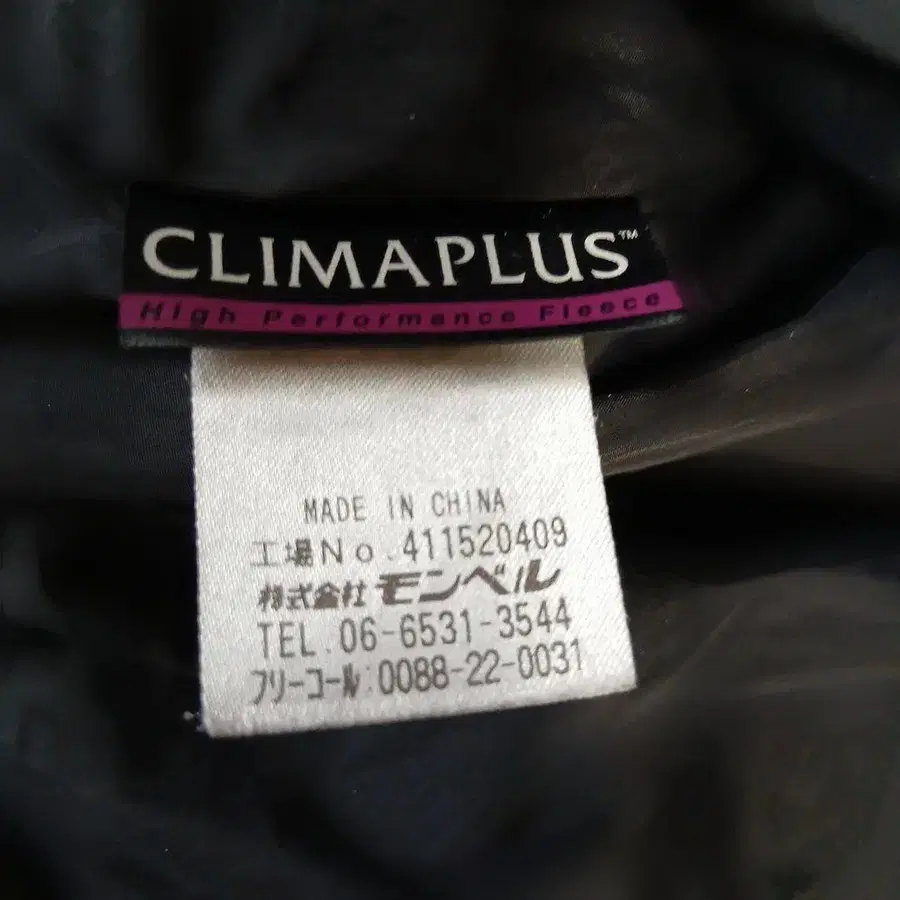 CLIMAPLUS™
High Performance Fleece
MADE IN CHINA
工場No.411520409
株式会社モンベル
TEL.06-6531-3544
フリーコール:0088-22-0031